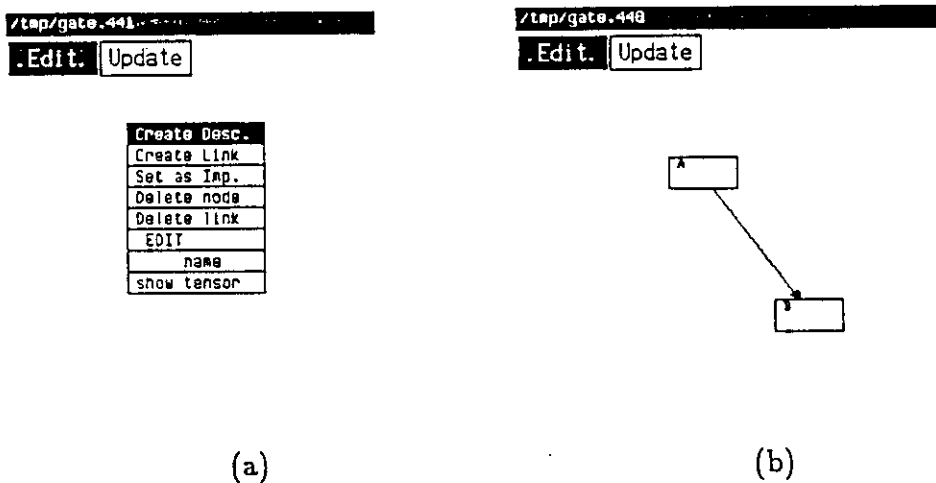 /tmp/gate.441
.Edit. Update
Create Desc.
Create Link
Set as Imp.
Delete node
Delete link
EDIT
name
show tensor
(a)
/tmp/gate.448
.Edit. Update
A
(b)